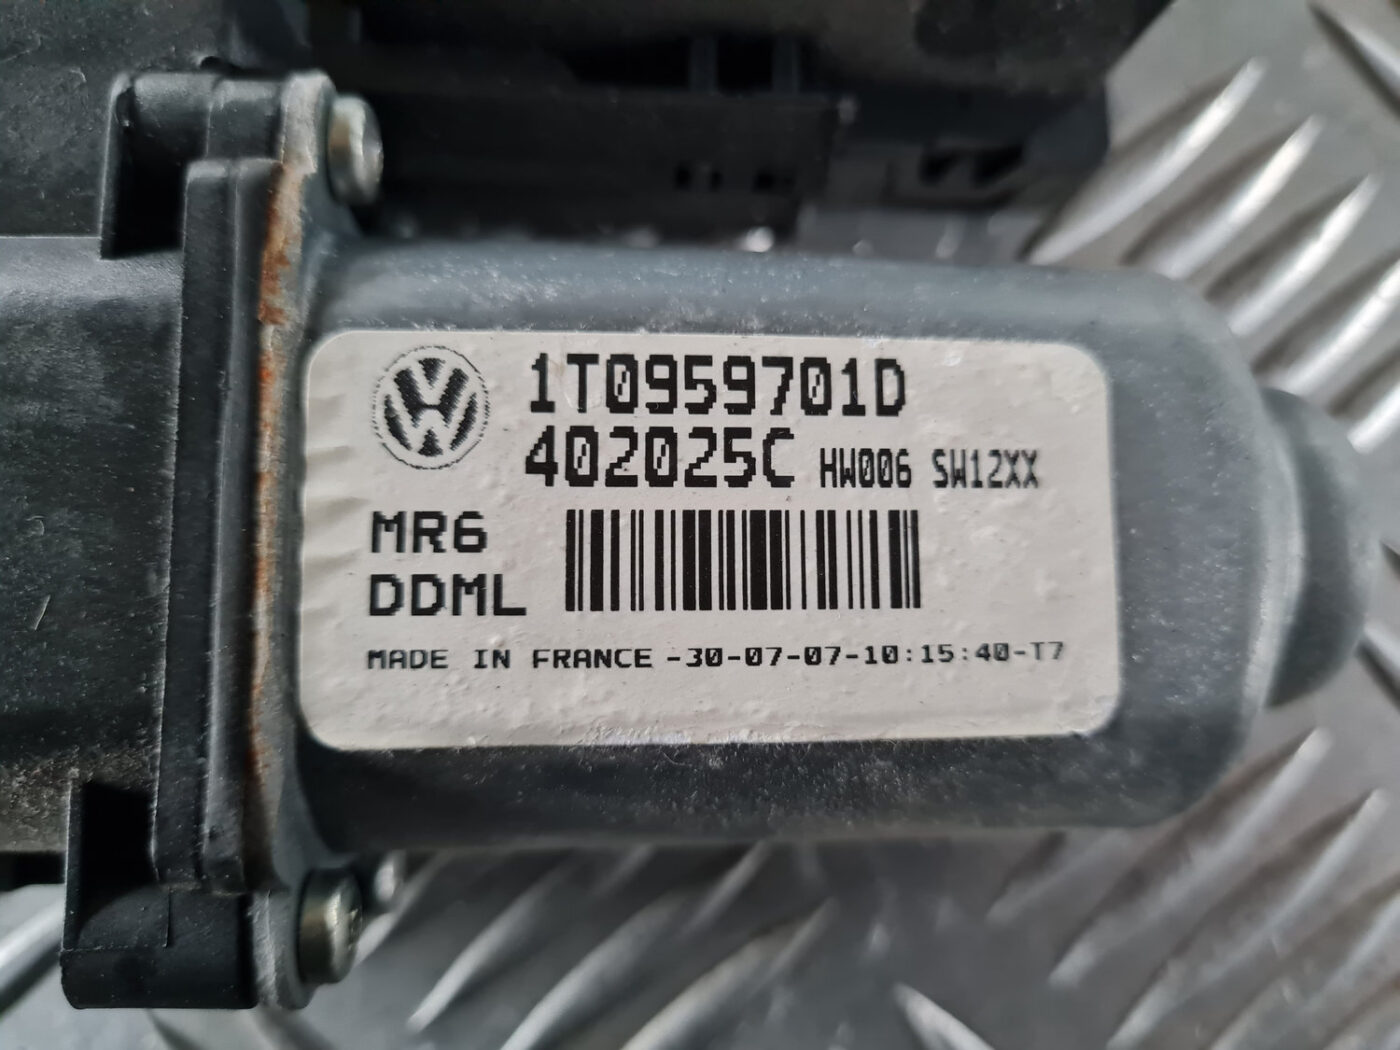 1T0959701D
402025C HW006 SW12XX
MR6
DDML
MADE IN FRANCE -30-07-07-10:15:40-T7